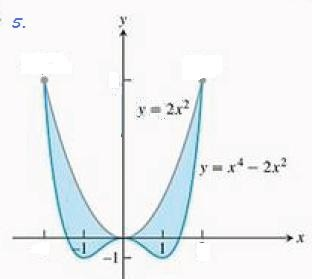 5.
y
y = 2x²
y = x⁴ − 2x²
x
−1
1
−1